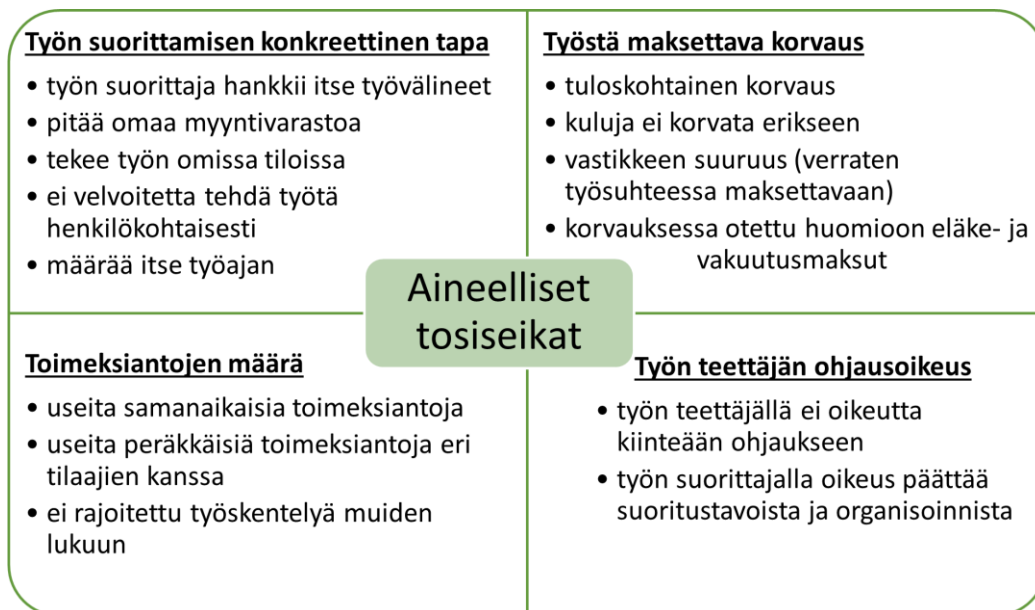 Työn suorittamisen konkreettinen tapa
• työn suorittaja hankkii itse työvälineet
• pitää omaa myyntivarastoa
• tekee työn omissa tiloissa
• ei velvoitetta tehdä työtä
henkilökohtaisesti
• määrää itse työajan
Työstä maksettava korvaus
• tuloskohtainen korvaus
• kuluja ei korvata erikseen
• vastikkeen suuruus (verraten
työsuhteessa maksettavaan)
• korvauksessa otettu huomioon eläke- ja
vakuutusmaksut
Aineelliset
tosiseikat
Toimeksiantojen määrä
• useita samanaikaisia toimeksiantoja
• useita peräkkäisiä toimeksiantoja eri
tilaajien kanssa
• ei rajoitettu työskentelyä muiden
lukuun
Työn teettäjän ohjausoikeus
• työn teettäjällä ei oikeutta
kiinteään ohjaukseen
• työn suorittajalla oikeus päättää
suoritustavoista ja organisoinnista